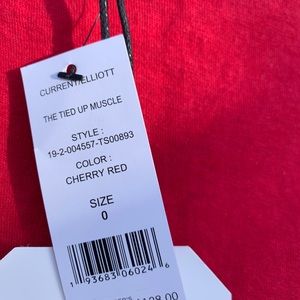 CURRENT/ELLIOTT
THE TIED UP MUSCLE
STYLE :
19-2-004557-TS00893
COLOR :
CHERRY RED
SIZE
0
1 93683 06024 6